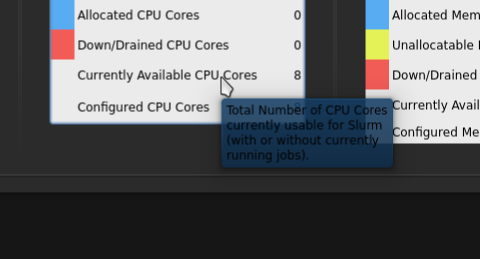 Allocated CPU Cores 0
Down/Drained CPU Cores 0
Currently Available CPU Cores 8
Configured CPU Cores
Total Number of CPU Cores
currently usable for Slurm
(with or without currently
running jobs).
Allocated Mem
Unallocatable
Down/Drained
Currently Avail
Configured Me